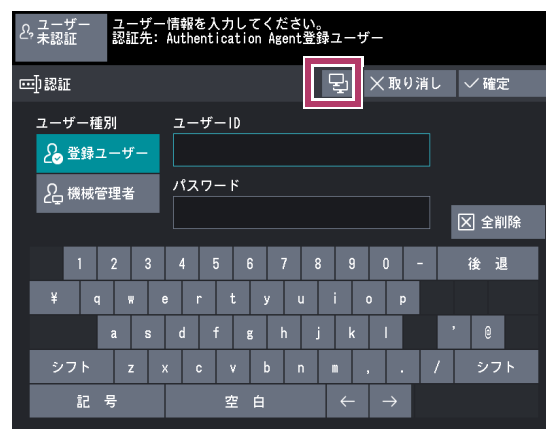 ユーザー
未認証
ユーザー情報を入力してください。
認証先: Authentication Agent登録ユーザー
認証
取り消し
確定
ユーザー種別
ユーザーID
登録ユーザー
機械管理者
パスワード
全削除
1 2 3 4 5 6 7 8 9 0 - 後 退
¥ q w e r t y u i o p
a s d f g h j k l ' @
シフト z x c v b n m , . / シフト
記 号 空 白 ← →